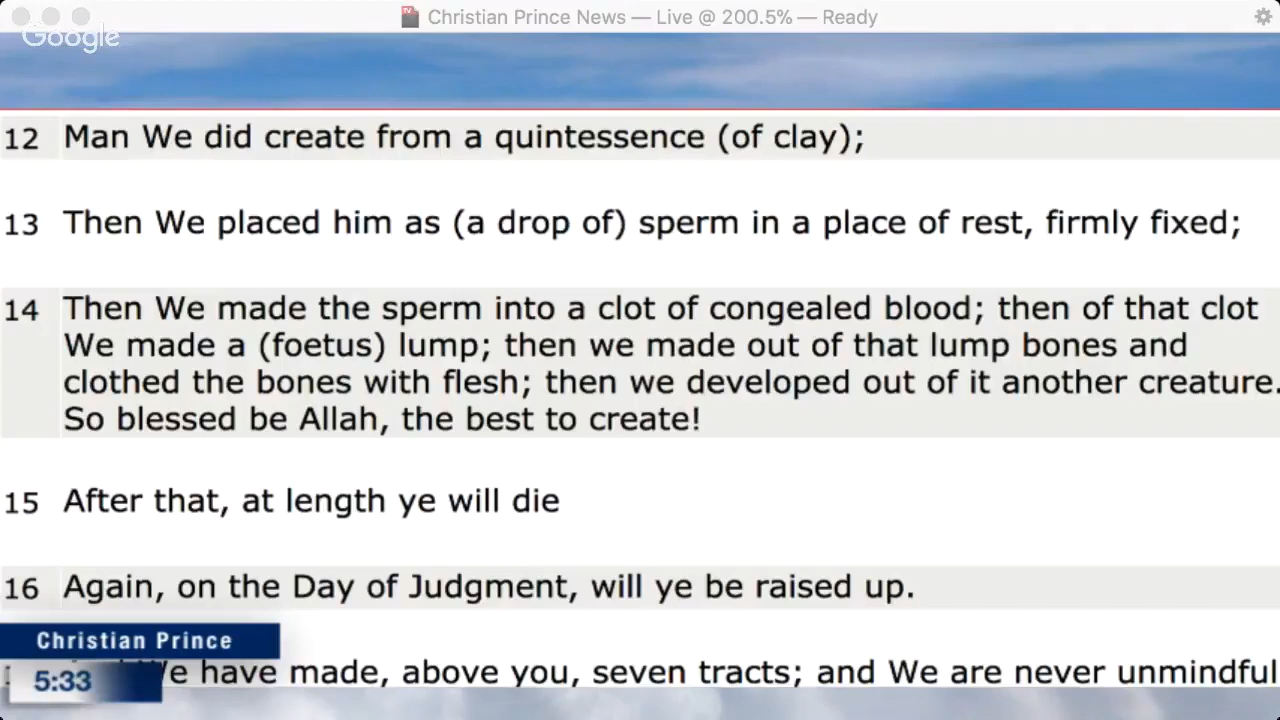 Christian Prince News — Live @ 200.5% — Ready
Google
12 Man We did create from a quintessence (of clay);
13 Then We placed him as (a drop of) sperm in a place of rest, firmly fixed;
14 Then We made the sperm into a clot of congealed blood; then of that clot
We made a (foetus) lump; then we made out of that lump bones and
clothed the bones with flesh; then we developed out of it another creature.
So blessed be Allah, the best to create!
15 After that, at length ye will die
16 Again, on the Day of Judgment, will ye be raised up.
Christian Prince
We have made, above you, seven tracts; and We are never unmindful
5:33